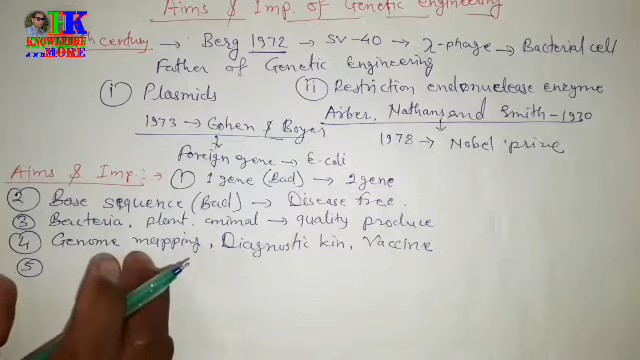 Aims & Imp. of Genetic Engineering
HK
KNOWLEDGE
MORE
century → Berg 1972 → SV-40 → λ-phage → Bacterial cell
Father of Genetic engineering
(i) Plasmids
(ii) Restriction endonuclease enzyme
Arber, Nathans and Smith - 1930
1973 → Cohen & Boyer
1978 → Nobel prize
Foreign gene → E-coli
Aims & Imp :→ (1) 1 gene (Bad) → 2 gene
(2) Base sequence (Bad) → Disease free.
(3) Bacteria, plant, animal → quality produce
(4) Genome mapping, Diagnostic kin, Vaccine
(5)